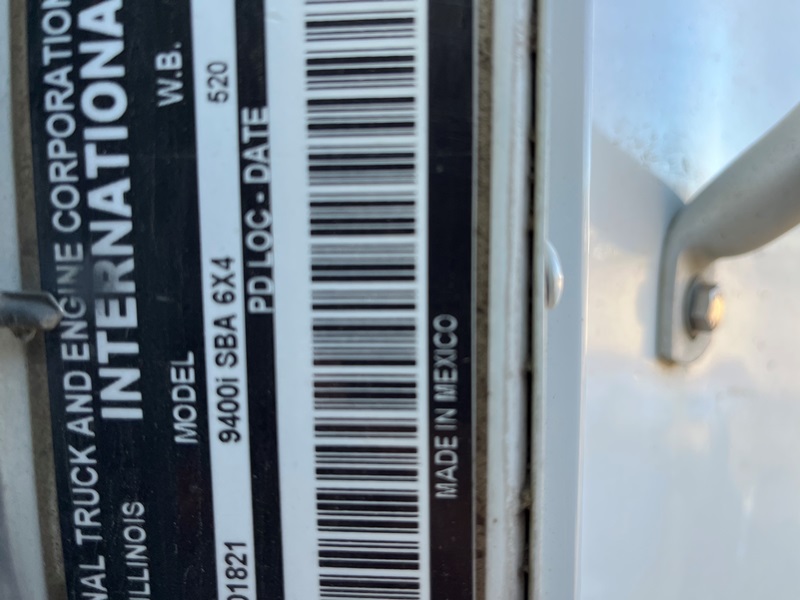 NAL TRUCK AND ENGINE CORPORATION
ILLINOIS INTERNATIONA
MODEL W.B.
01821 9400i SBA 6X4 520
PD LOC - DATE
MADE IN MEXICO